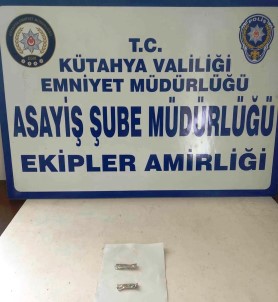 T.C.
KÜTAHYA VALİLİĞİ
EMNİYET MÜDÜRLÜĞÜ
ASAYİŞ ŞUBE MÜDÜRLÜĞÜ
EKİPLER AMİRLİĞİ